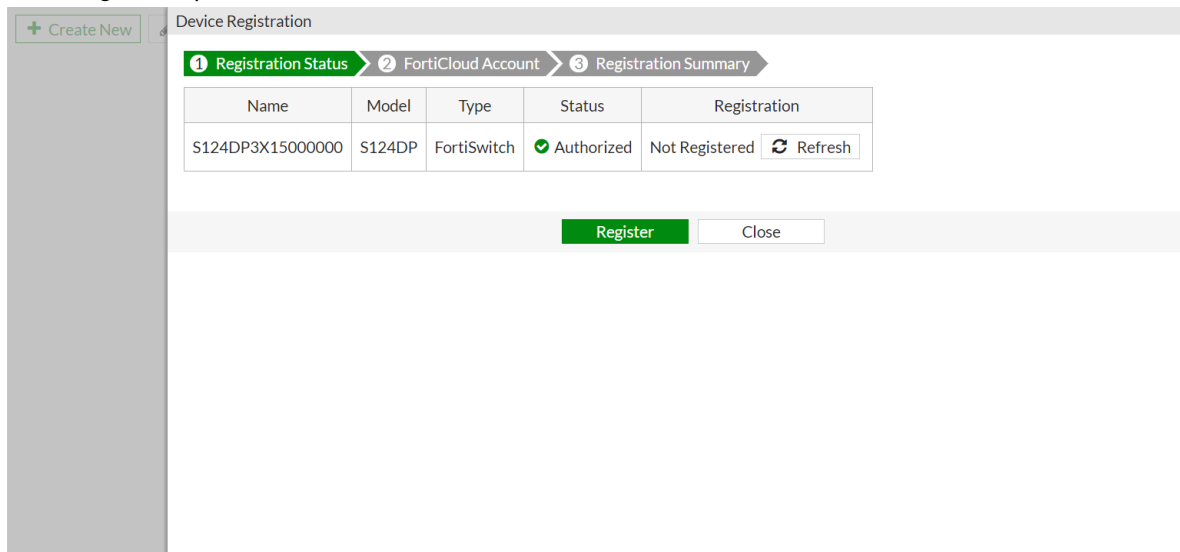 Create New
Device Registration
1 Registration Status 2 FortiCloud Account 3 Registration Summary
Name Model Type Status Registration
S124DP3X15000000 S124DP FortiSwitch Authorized Not Registered Refresh
Register Close